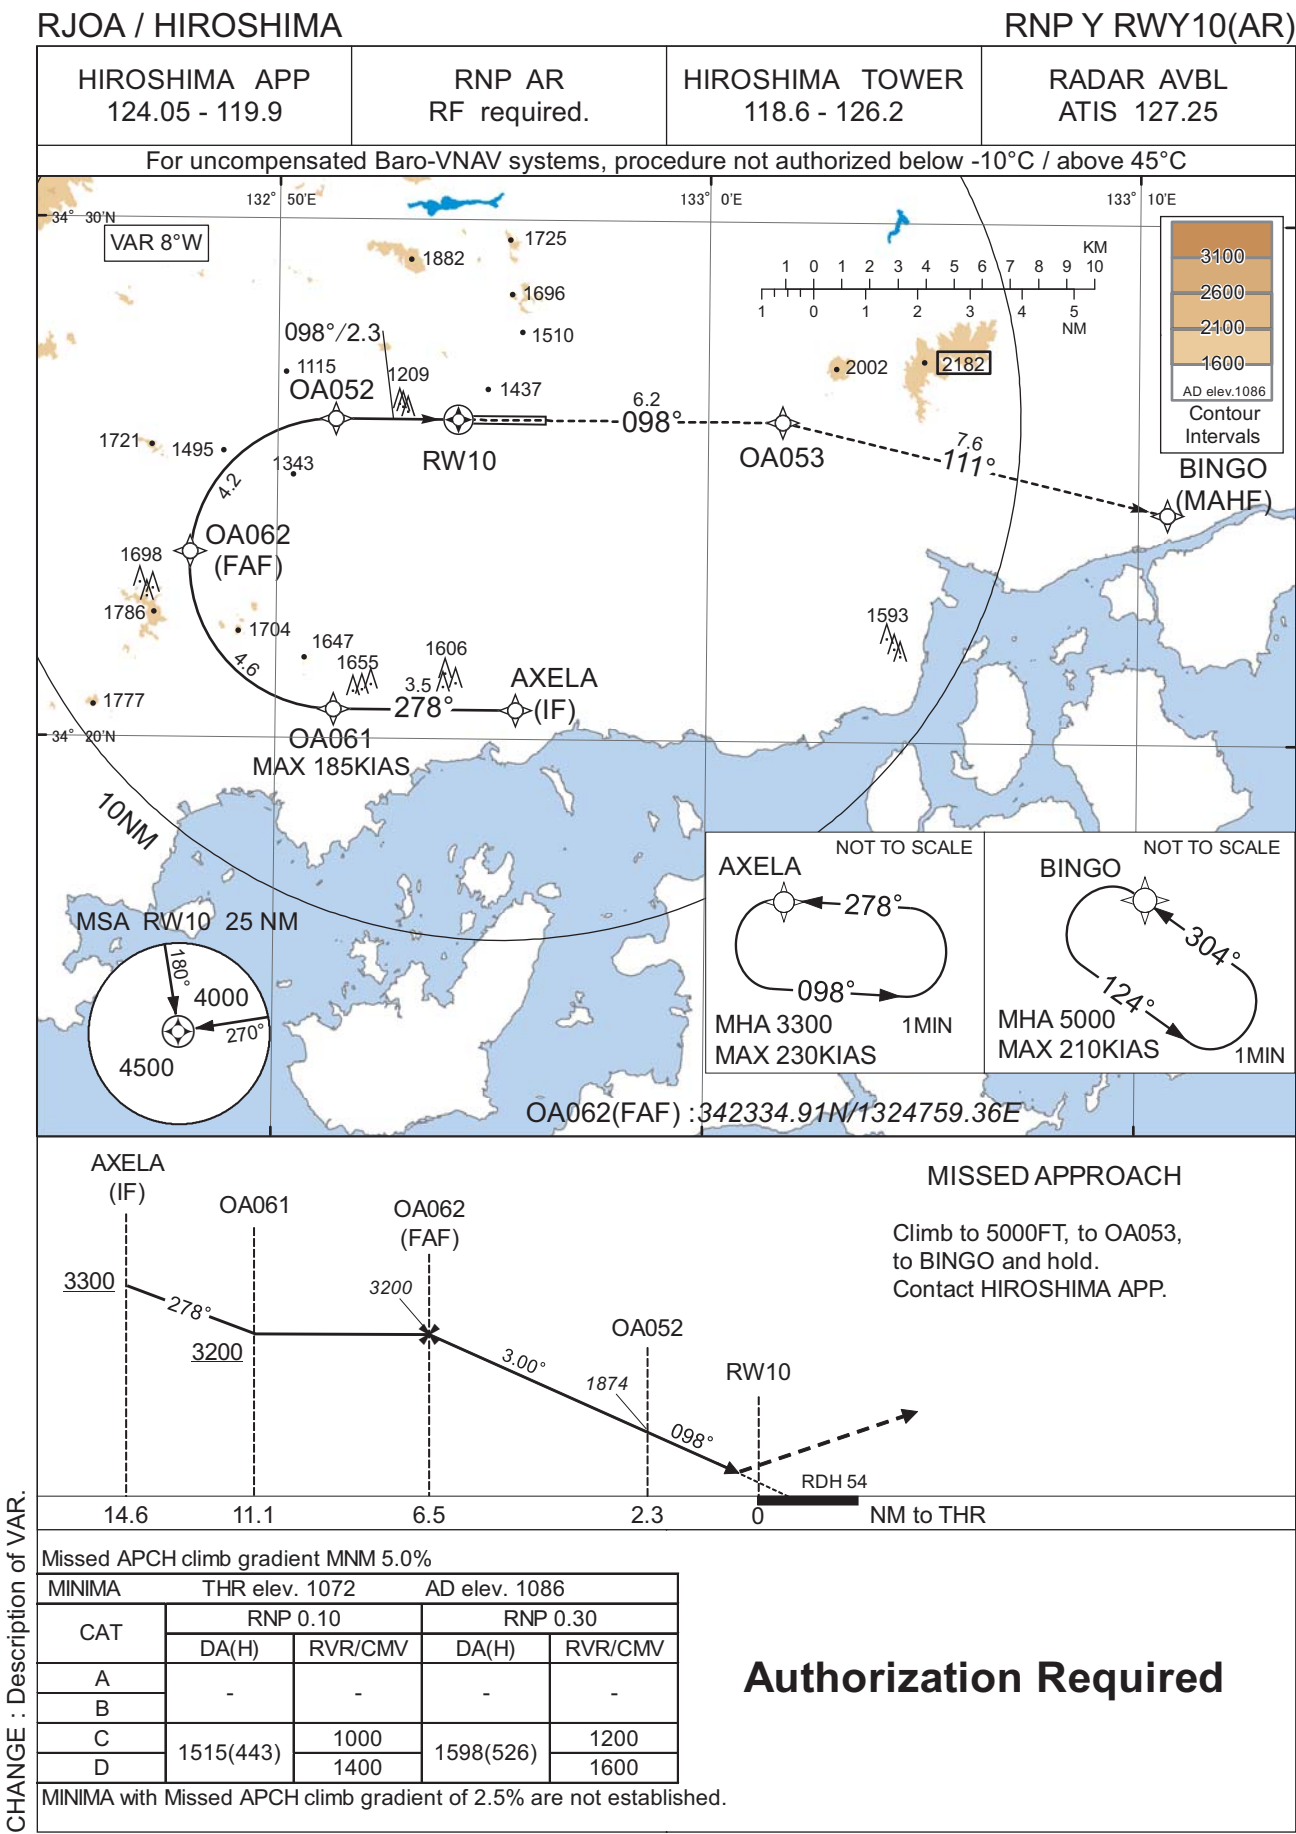 RJOA / HIROSHIMA
RNP Y RWY10(AR)
HIROSHIMA APP
124.05 - 119.9
RNP AR
RF required.
HIROSHIMA TOWER
118.6 - 126.2
RADAR AVBL
ATIS 127.25
For uncompensated Baro-VNAV systems, procedure not authorized below -10°C / above 45°C
132° 50'E
133° 0'E
133° 10'E
34° 30'N
VAR 8°W
1725
1882
1696
1510
KM
1 0 1 2 3 4 5 6 7 8 9 10
1 0 1 2 3 4 5
NM
3100
2600
2100
1600
AD elev.1086
Contour
Intervals
098°/2.3
1115
1209
OA052
1437
2002
2182
6.2
098°
RW10
OA053
7.6
111°
BINGO
(MAHF)
1721
1495
1343
4.2
OA062
(FAF)
1698
1786
1704
1647
4.6
1655
1606
3.5
278°
AXELA
(IF)
1593
1777
34° 20'N
OA061
MAX 185KIAS
10NM
NOT TO SCALE
AXELA
278°
098°
MHA 3300
MAX 230KIAS
1MIN
NOT TO SCALE
BINGO
304°
124°
MHA 5000
MAX 210KIAS
1MIN
MSA RW10 25 NM
180°
4000
270°
4500
OA062(FAF) :342334.91N/1324759.36E
AXELA
(IF)
OA061
OA062
(FAF)
3300
278°
3200
3200
3.00°
OA052
1874
098°
RW10
RDH 54
14.6
11.1
6.5
2.3
0
NM to THR
MISSED APPROACH
Climb to 5000FT, to OA053,
to BINGO and hold.
Contact HIROSHIMA APP.
CHANGE : Description of VAR.
Missed APCH climb gradient MNM 5.0%
MINIMA THR elev. 1072 AD elev. 1086
CAT RNP 0.10 RNP 0.30
DA(H) RVR/CMV DA(H) RVR/CMV
A
B
- - - -
C 1515(443) 1000 1598(526) 1200
D 1400 1600
MINIMA with Missed APCH climb gradient of 2.5% are not established.
Authorization Required